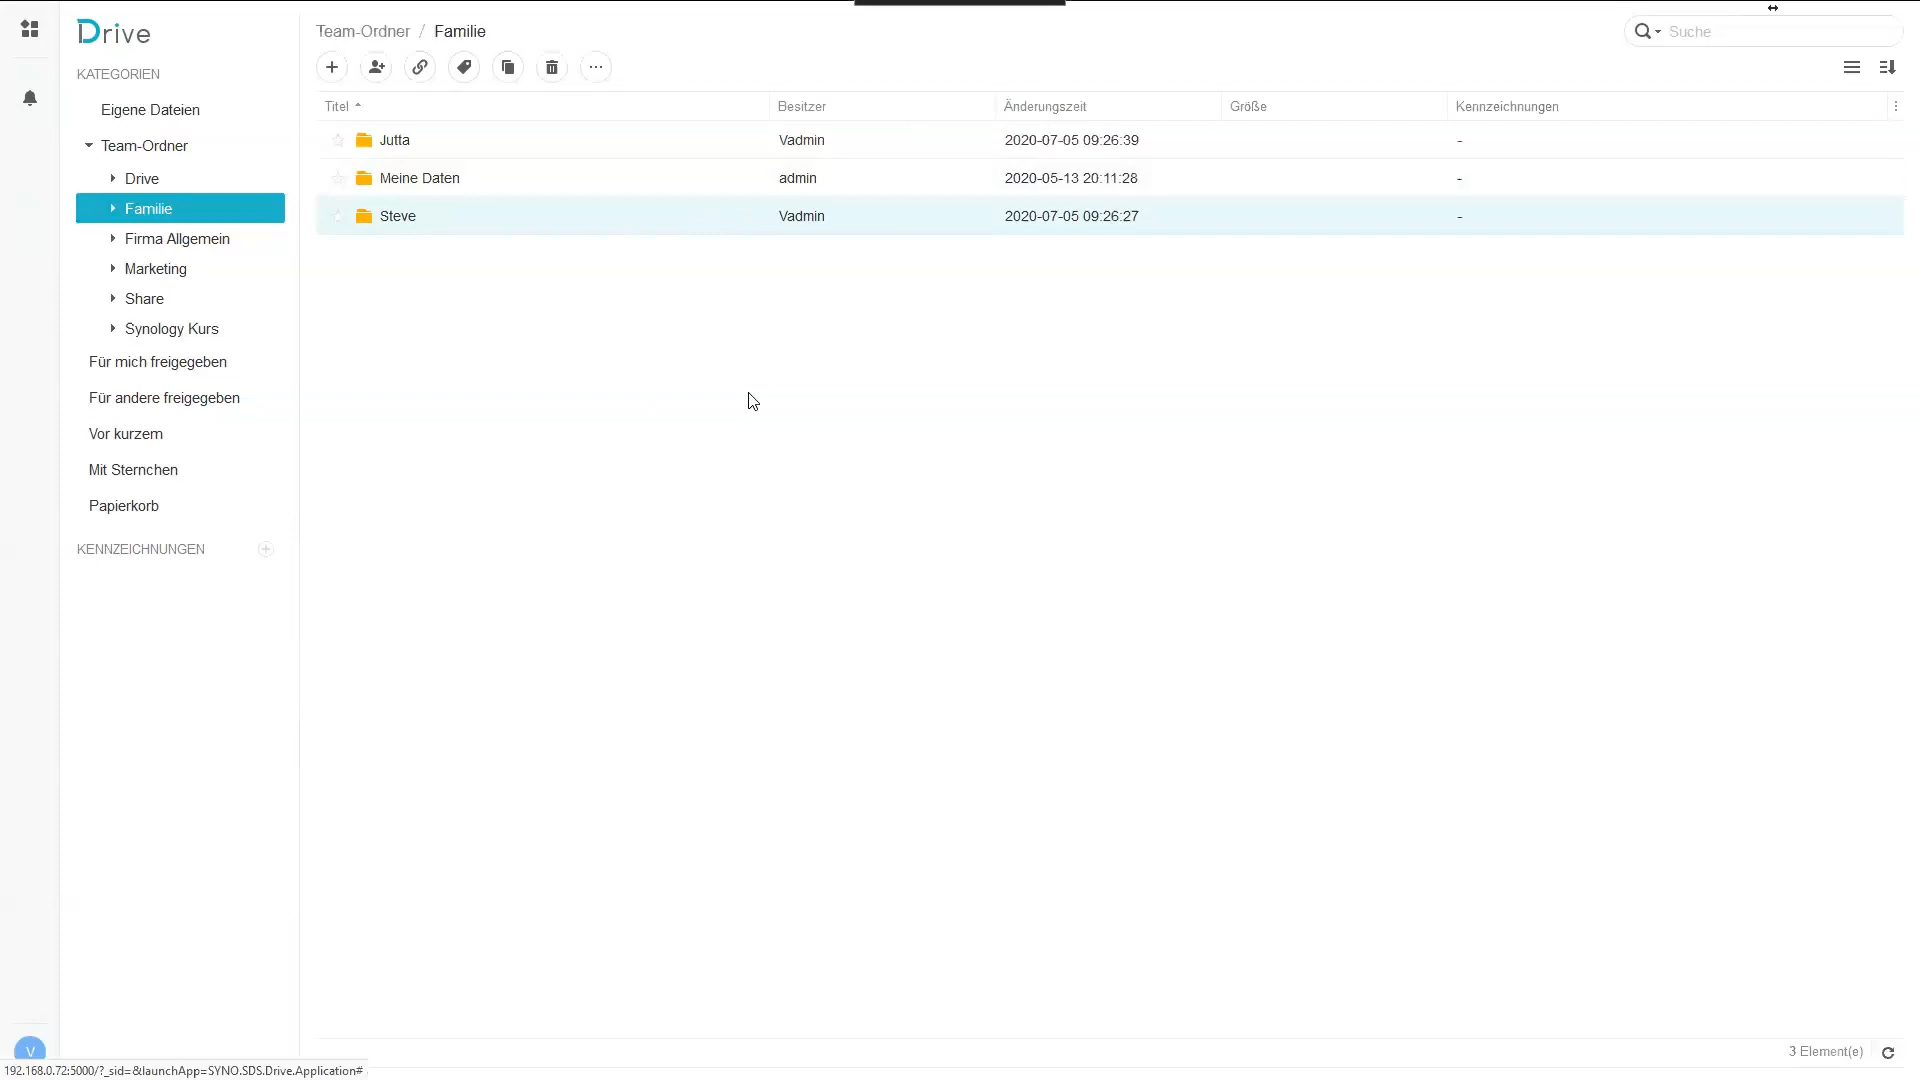 Drive
KATEGORIEN
Eigene Dateien
Team-Ordner
Drive
Familie
Firma Allgemein
Marketing
Share
Synology Kurs
Für mich freigegeben
Für andere freigegeben
Vor kurzem
Mit Sternchen
Papierkorb
KENNZEICHNUNGEN
V
Team-Ordner / Familie
Suche
Titel Besitzer Änderungszeit Größe Kennzeichnungen
Jutta Vadmin 2020-07-05 09:26:39 -
Meine Daten admin 2020-05-13 20:11:28 -
Steve Vadmin 2020-07-05 09:26:27 -
3 Element(e)
192.168.0.72:5000/?_sid=&launchApp=SYNO.SDS.Drive.Application#